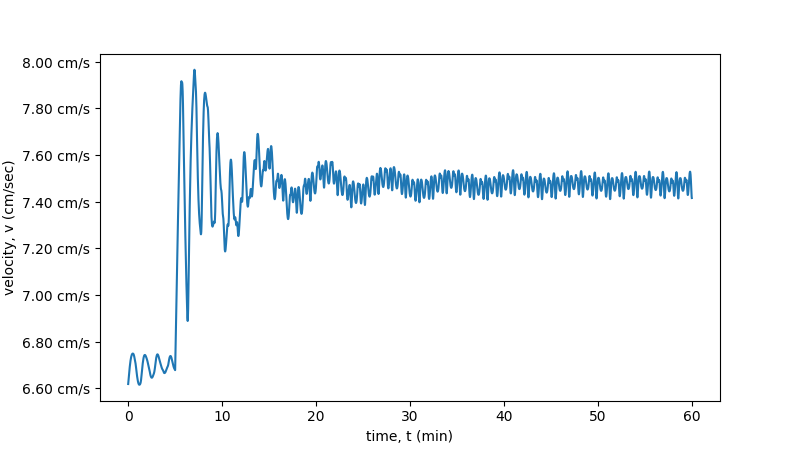 8.00 cm/s
7.80 cm/s
7.60 cm/s
7.40 cm/s
7.20 cm/s
7.00 cm/s
6.80 cm/s
6.60 cm/s
velocity, v (cm/sec)
0 10 20 30 40 50 60
time, t (min)